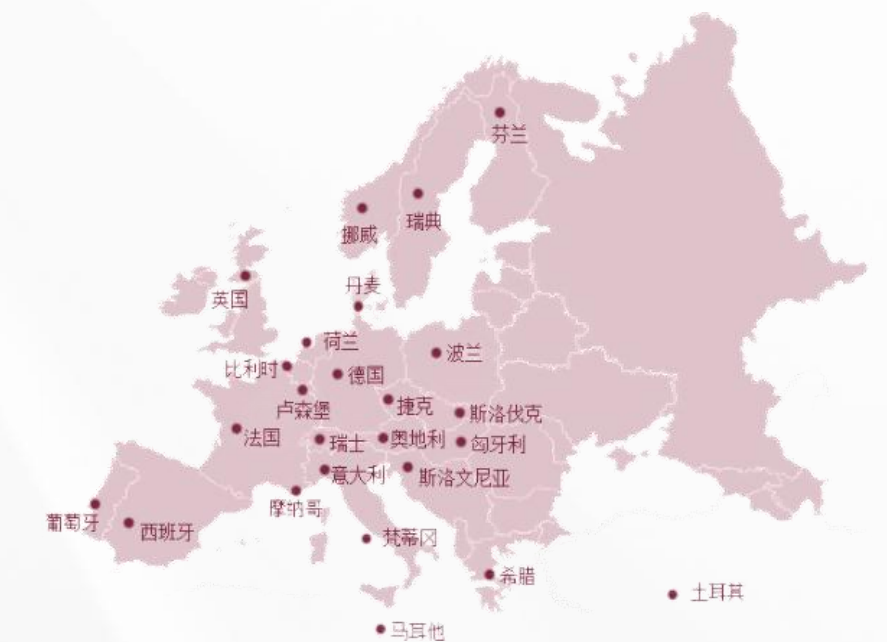 芬兰
瑞典
挪威
丹麦
英国
荷兰
波兰
比利时
德国
卢森堡
捷克
斯洛伐克
法国
瑞士
奥地利
匈牙利
意大利
斯洛文尼亚
摩纳哥
葡萄牙
西班牙
梵蒂冈
希腊
土耳其
马耳他